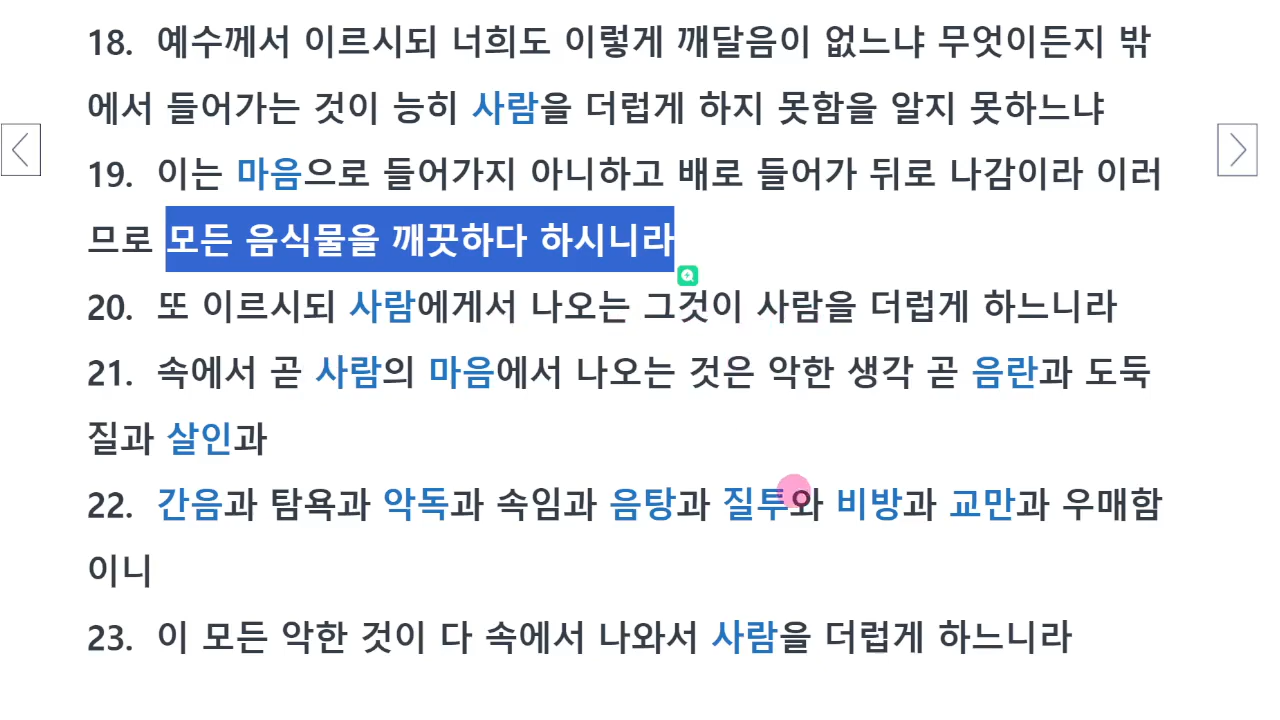 18. 예수께서 이르시되 너희도 이렇게 깨달음이 없느냐 무엇이든지 밖
에서 들어가는 것이 능히 사람을 더럽게 하지 못함을 알지 못하느냐
19. 이는 마음으로 들어가지 아니하고 배로 들어가 뒤로 나감이라 이러
므로 모든 음식물을 깨끗하다 하시니라
20. 또 이르시되 사람에게서 나오는 그것이 사람을 더럽게 하느니라
21. 속에서 곧 사람의 마음에서 나오는 것은 악한 생각 곧 음란과 도둑
질과 살인과
22. 간음과 탐욕과 악독과 속임과 음탕과 질투와 비방과 교만과 우매함
이니
23. 이 모든 악한 것이 다 속에서 나와서 사람을 더럽게 하느니라